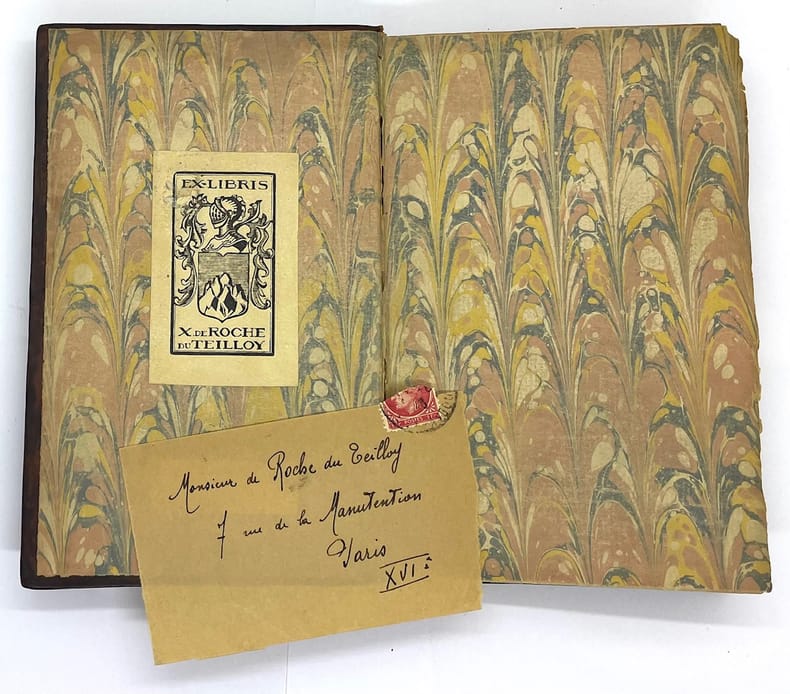 EX-LIBRIS
X. DE ROCHE
DU TEILLOY
Monsieur de Roche du Teilloy
7 rue de la Manutention
Paris
XVIe